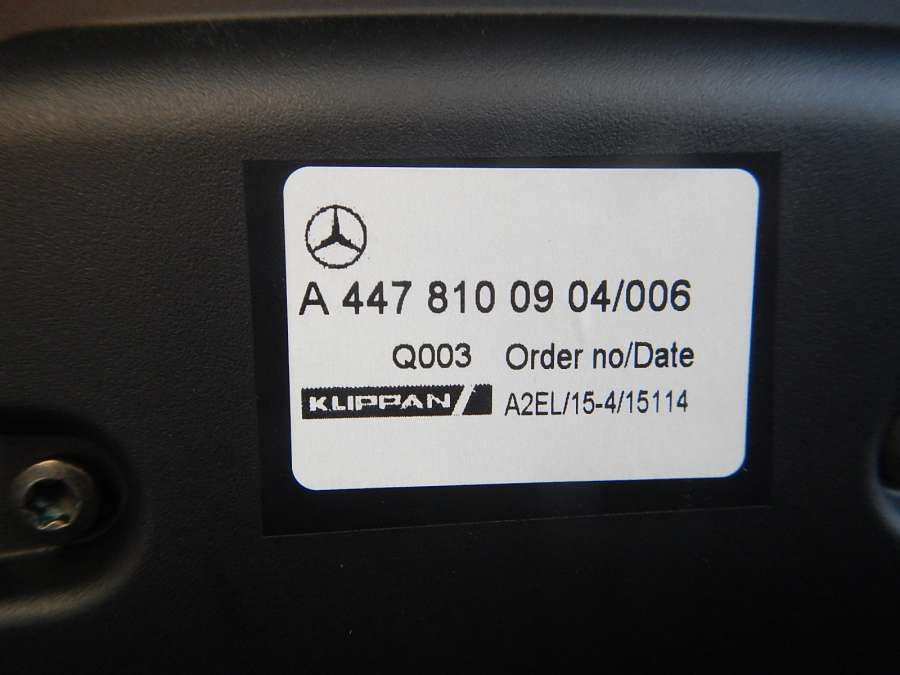 A 447 810 09 04/006
Q003 Order no/Date
KLIPPAN A2EL/15-4/15114